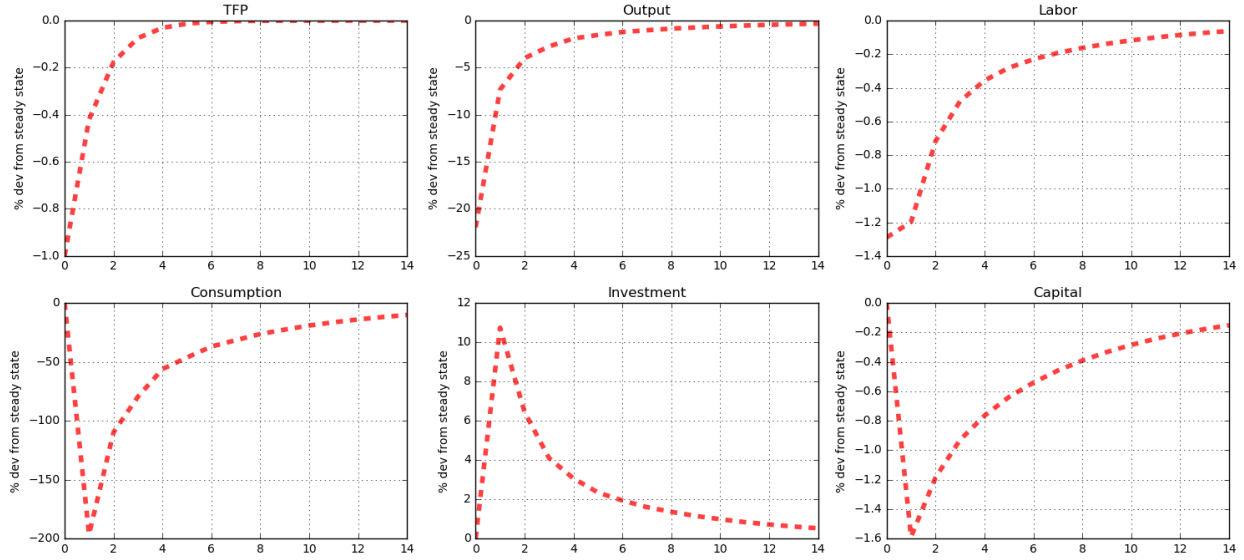 TFP
% dev from steady state
0.0
−0.2
−0.4
−0.6
−0.8
−1.0
0 2 4 6 8 10 12 14
Output
% dev from steady state
0
−5
−10
−15
−20
−25
0 2 4 6 8 10 12 14
Labor
% dev from steady state
0.0
−0.2
−0.4
−0.6
−0.8
−1.0
−1.2
−1.4
0 2 4 6 8 10 12 14
Consumption
% dev from steady state
0
−50
−100
−150
−200
0 2 4 6 8 10 12 14
Investment
% dev from steady state
12
10
8
6
4
2
0
0 2 4 6 8 10 12 14
Capital
% dev from steady state
0.0
−0.2
−0.4
−0.6
−0.8
−1.0
−1.2
−1.4
−1.6
0 2 4 6 8 10 12 14